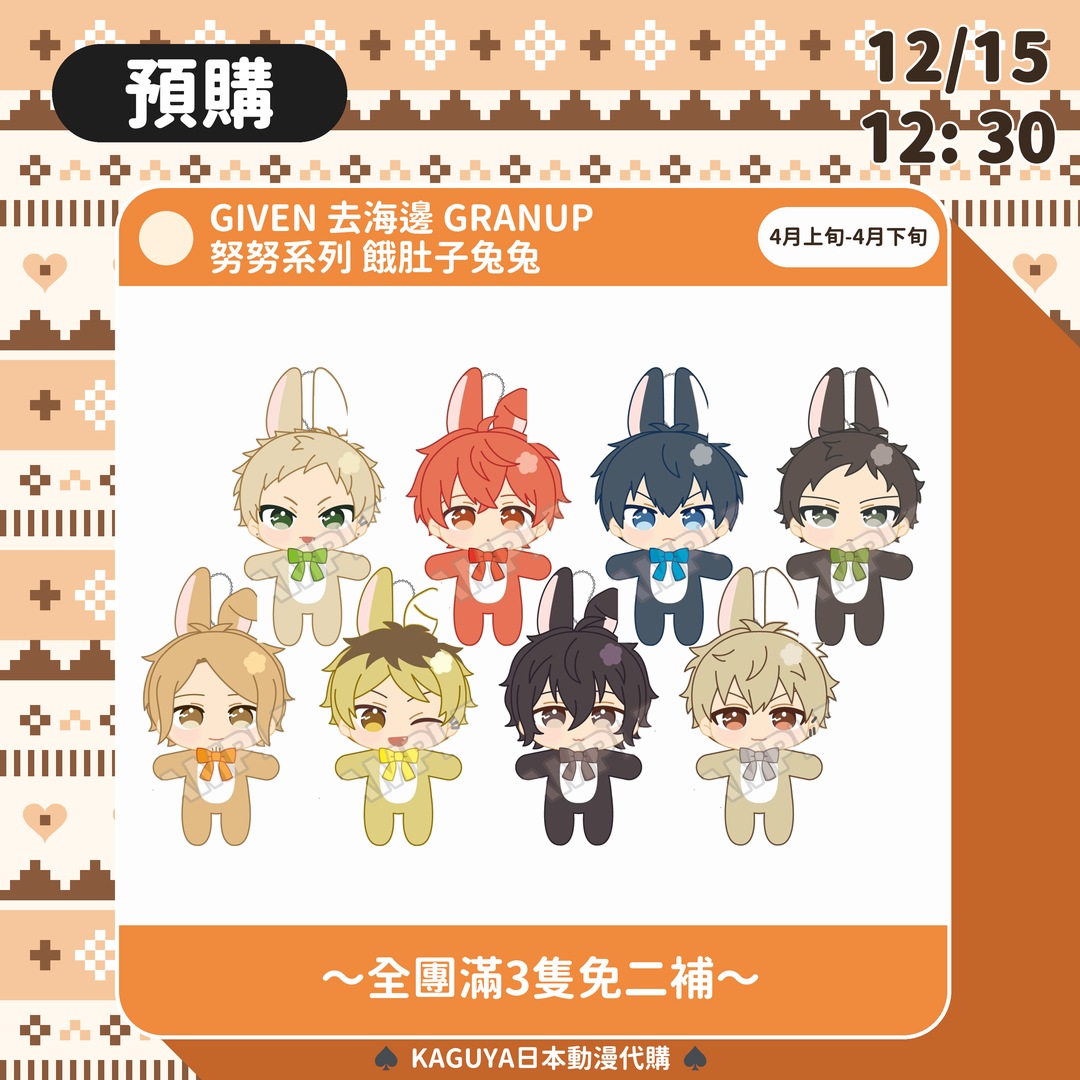 預購
12/15
12: 30
GIVEN 去海邊 GRANUP
努努系列 餓肚子兔兔
4月上旬-4月下旬
～全團滿3隻免二補～
♠ KAGUYA日本動漫代購 ♠